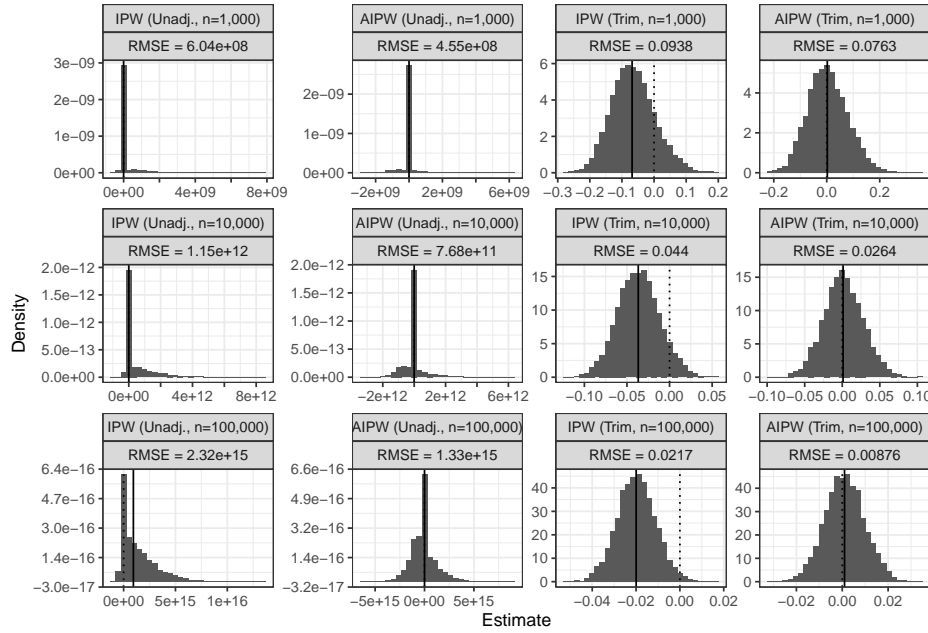 IPW (Unadj., n=1,000)
RMSE = 6.04e+08
3e−09
2e−09
1e−09
0e+00
0e+00 4e+09 8e+09
AIPW (Unadj., n=1,000)
RMSE = 4.55e+08
2e−09
1e−09
0e+00
−2e+09 2e+09 6e+09
IPW (Trim, n=1,000)
RMSE = 0.0938
6
4
2
0
−0.3 −0.2 −0.1 0.0 0.1 0.2
AIPW (Trim, n=1,000)
RMSE = 0.0763
4
2
0
−0.2 0.0 0.2
IPW (Unadj., n=10,000)
RMSE = 1.15e+12
2.0e−12
1.5e−12
1.0e−12
5.0e−13
0.0e+00
0e+00 4e+12 8e+12
AIPW (Unadj., n=10,000)
RMSE = 7.68e+11
2.0e−12
1.5e−12
1.0e−12
5.0e−13
0.0e+00
−2e+12 2e+12 6e+12
IPW (Trim, n=10,000)
RMSE = 0.044
15
10
5
0
−0.10 −0.05 0.00 0.05
AIPW (Trim, n=10,000)
RMSE = 0.0264
15
10
5
0
−0.10 −0.05 0.00 0.05 0.10
IPW (Unadj., n=100,000)
RMSE = 2.32e+15
6.4e−16
4.7e−16
3.0e−16
1.4e−16
−3.0e−17
0e+00 5e+15 1e+16
AIPW (Unadj., n=100,000)
RMSE = 1.33e+15
6.6e−16
4.9e−16
3.2e−16
1.4e−16
−3.2e−17
−5e+15 0e+00 5e+15
IPW (Trim, n=100,000)
RMSE = 0.0217
40
30
20
10
0
−0.04 −0.02 0.00 0.02
AIPW (Trim, n=100,000)
RMSE = 0.00876
40
30
20
10
0
−0.02 0.00 0.02
Density
Estimate